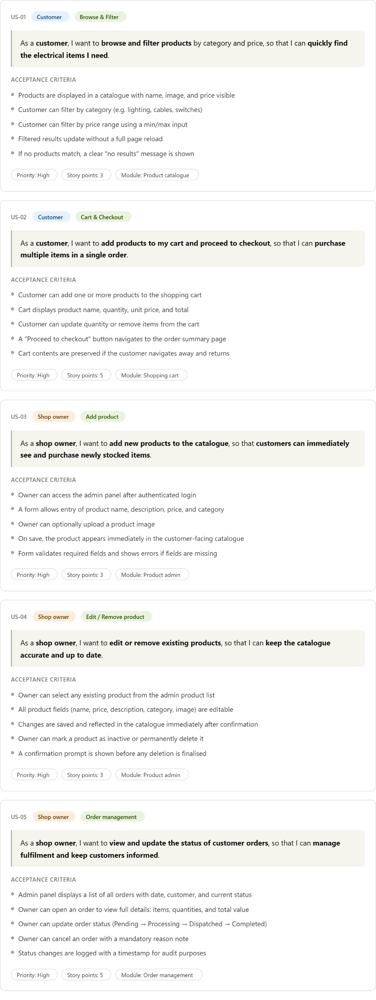 US-01 Customer Browse & Filter
As a customer, I want to browse and filter products by category and price, so that I can quickly find
the electrical items I need.
ACCEPTANCE CRITERIA
Products are displayed in a catalogue with name, image, and price visible
Customer can filter by category (e.g. lighting, cables, switches)
Customer can filter by price range using a min/max input
Filtered results update without a full page reload
If no products match, a clear "no results" message is shown
Priority: High Story points: 3 Module: Product catalogue
US-02 Customer Cart & Checkout
As a customer, I want to add products to my cart and proceed to checkout, so that I can purchase
multiple items in a single order.
ACCEPTANCE CRITERIA
Customer can add one or more products to the shopping cart
Cart displays product name, quantity, unit price, and total
Customer can update quantity or remove items from the cart
A "Proceed to checkout" button navigates to the order summary page
Cart contents are preserved if the customer navigates away and returns
Priority: High Story points: 5 Module: Shopping cart
US-03 Shop owner Add product
As a shop owner, I want to add new products to the catalogue, so that customers can immediately
see and purchase newly stocked items.
ACCEPTANCE CRITERIA
Owner can access the admin panel after authenticated login
A form allows entry of product name, description, price, and category
Owner can optionally upload a product image
On save, the product appears immediately in the customer-facing catalogue
Form validates required fields and shows errors if fields are missing
Priority: High Story points: 3 Module: Product admin
US-04 Shop owner Edit / Remove product
As a shop owner, I want to edit or remove existing products, so that I can keep the catalogue
accurate and up to date.
ACCEPTANCE CRITERIA
Owner can select any existing product from the admin product list
All product fields (name, price, description, category, image) are editable
Changes are saved and reflected in the catalogue immediately after confirmation
Owner can mark a product as inactive or permanently delete it
A confirmation prompt is shown before any deletion is finalised
Priority: High Story points: 3 Module: Product admin
US-05 Shop owner Order management
As a shop owner, I want to view and update the status of customer orders, so that I can manage
fulfilment and keep customers informed.
ACCEPTANCE CRITERIA
Admin panel displays a list of all orders with date, customer, and current status
Owner can open an order to view full details: items, quantities, and total value
Owner can update order status (Pending → Processing → Dispatched → Completed)
Owner can cancel an order with a mandatory reason note
Status changes are logged with a timestamp for audit purposes
Priority: High Story points: 5 Module: Order management